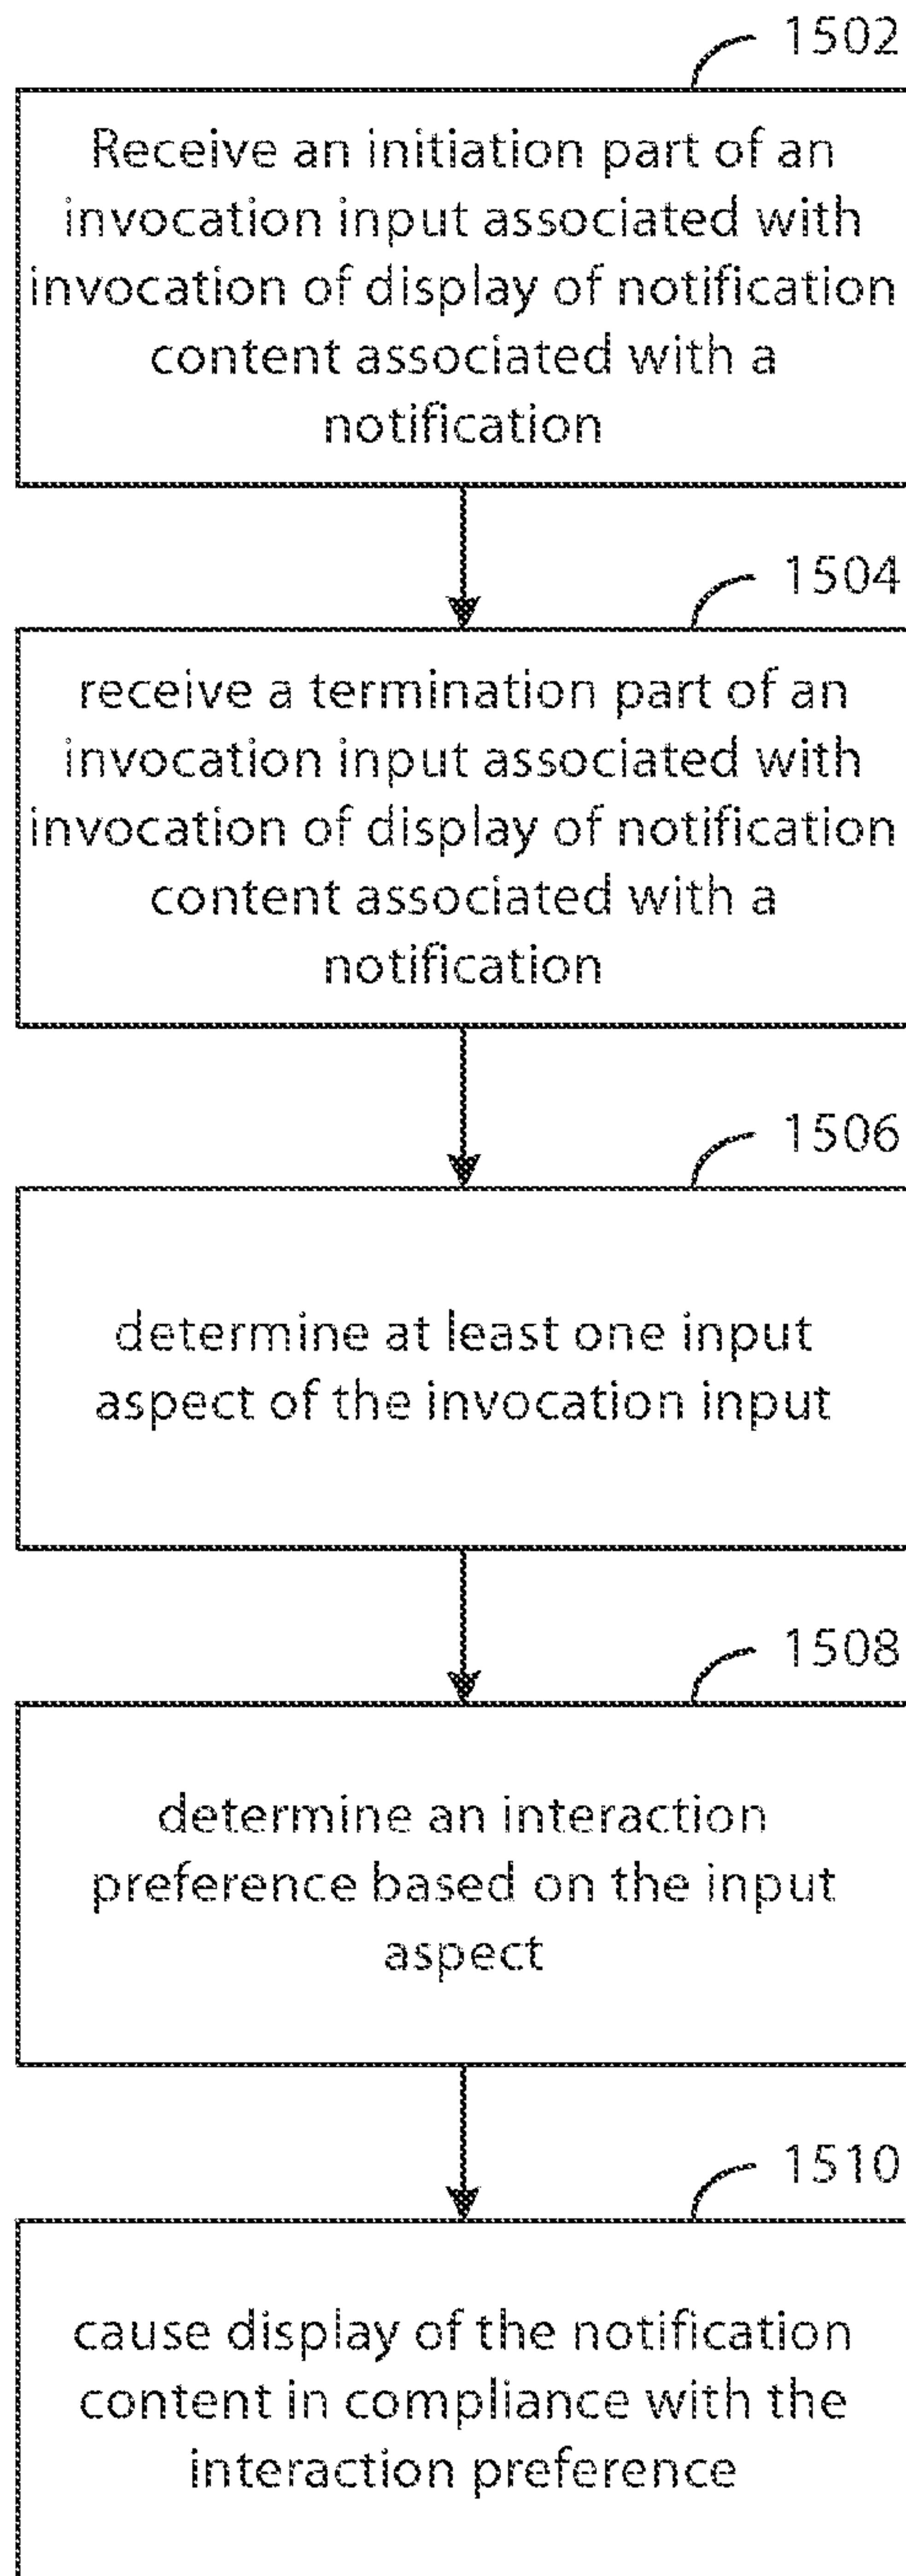 1502
Receive an initiation part of an
invocation input associated with
invocation of display of notification
content associated with a
notification
1504
receive a termination part of an
invocation input associated with
invocation of display of notification
content associated with a
notification
1506
determine at least one input
aspect of the invocation input
1508
determine an interaction
preference based on the input
aspect
1510
cause display of the notification
content in compliance with the
interaction preference